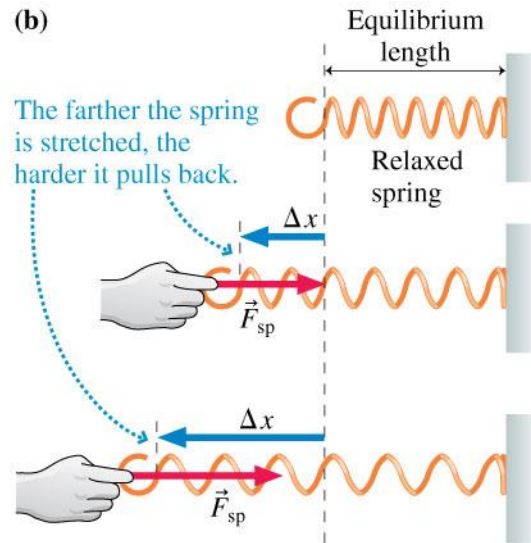 (b)
Equilibrium
length
The farther the spring
is stretched, the
harder it pulls back.
Relaxed
spring
Δx
F⃗sp
Δx
F⃗sp